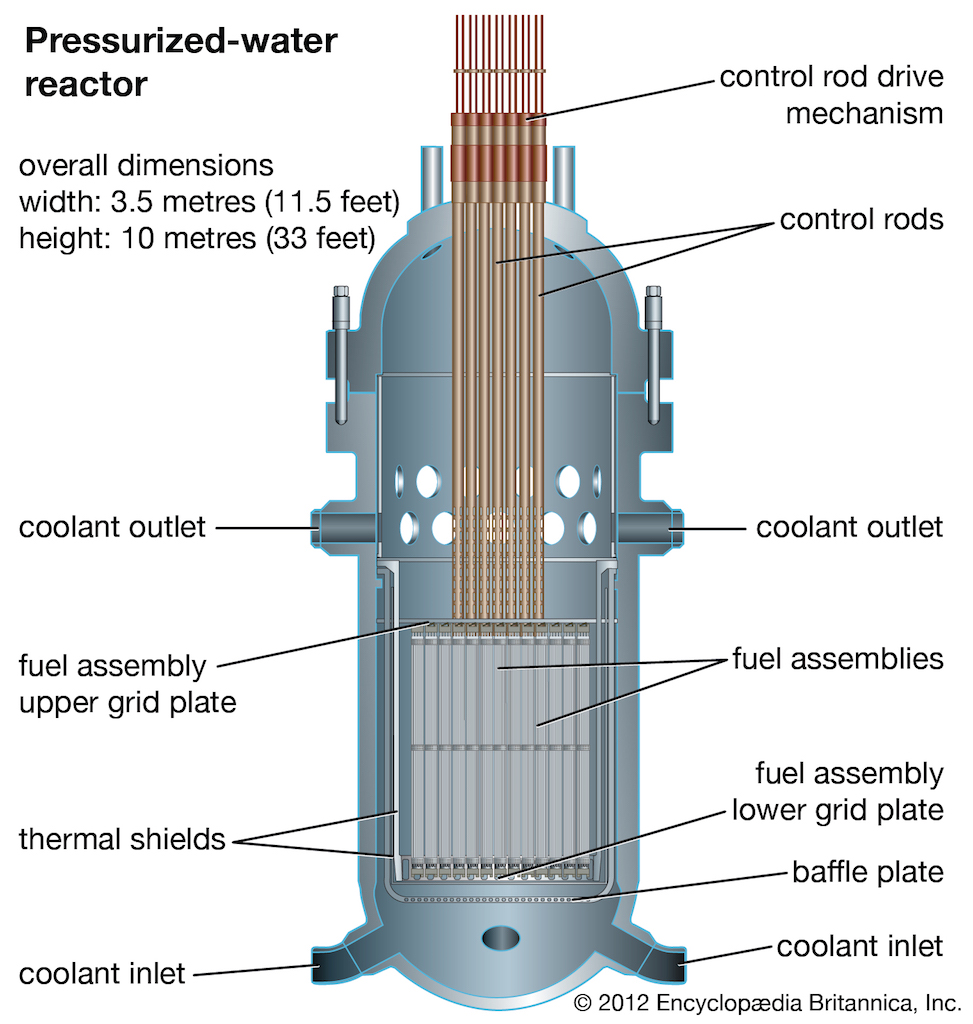 Pressurized-water
reactor
overall dimensions
width: 3.5 metres (11.5 feet)
height: 10 metres (33 feet)
control rod drive
mechanism
control rods
coolant outlet
coolant outlet
fuel assembly
upper grid plate
fuel assemblies
fuel assembly
lower grid plate
thermal shields
baffle plate
coolant inlet
coolant inlet
© 2012 Encyclopædia Britannica, Inc.